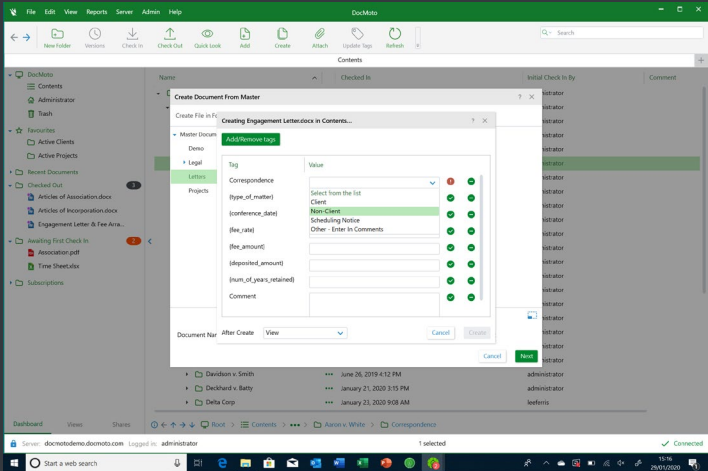 File Edit View Reports Server Admin Help
DocMoto
New Folder Versions Check In Check Out Quick Look Add Create Attach Update Tags Refresh
Search
Contents
DocMoto
Contents
Administrator
Trash
Favourites
Active Clients
Active Projects
Recent Documents
Checked Out 3
Articles of Association.docx
Articles of Incorporation.docx
Engagement Letter & Fee Arra...
Awaiting First Check In 2
Association.pdf
Time Sheet.xlsx
Subscriptions
Name Checked In Initial Check In By Comment
Create Document From Master
Create File in Fo
Master Docum
Demo
Legal
Letters
Projects
Document Nar
Creating Engagement Letter.docx in Contents...
Add/Remove tags
Tag Value
Correspondence
Select from the list
Client
Non-Client
Scheduling Notice
Other - Enter In Comments
{type_of_matter}
{conference_date}
{fee_rate}
{fee_amount}
{deposited_amount}
{num_of_years_retained}
Comment
After Create View Cancel Create
Cancel Next
Davidson v. Smith June 26, 2019 4:12 PM administrator
Deckhard v. Batty January 21, 2020 3:15 PM administrator
Delta Corp January 23, 2020 9:08 AM leeferris
Dashboard Views Shares
Root > Contents > ••• > Aaron v. White > Correspondence
Server: docmotodemo.docmoto.com Logged in: administrator
1 selected
Connected
Start a web search
15:16
29/01/2020